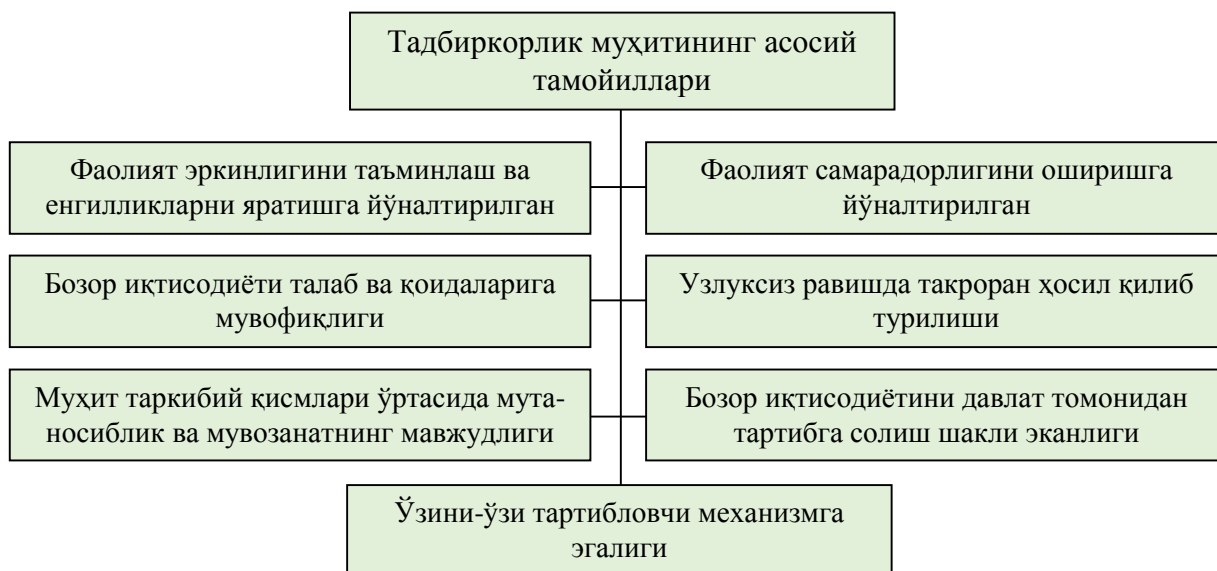 Тадбиркорлик муҳитининг асосий
тамойиллари
Фаолият эркинлигини таъминлаш ва
енгилликларни яратишга йўналтирилган
Фаолият самарадорлигини оширишга
йўналтирилган
Бозор иқтисодиёти талаб ва қоидаларига
мувофиқлиги
Узлуксиз равишда такроран ҳосил қилиб
турилиши
Муҳит таркибий қисмлари ўртасида мута-
носиблик ва мувозанатнинг мавжудлиги
Бозор иқтисодиётини давлат томонидан
тартибга солиш шакли эканлиги
Ўзини-ўзи тартибловчи механизмга
эгалиги